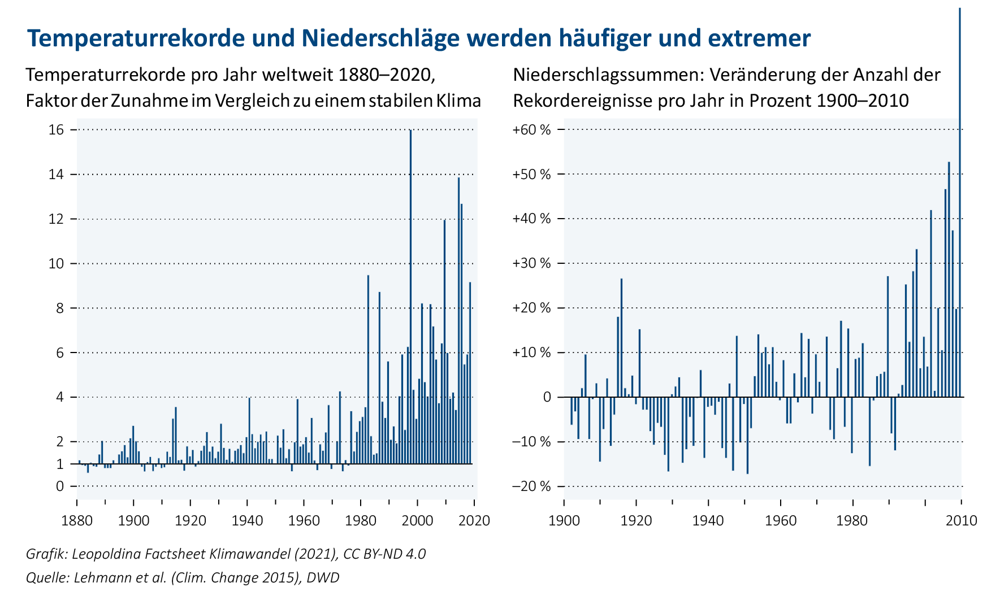 Temperaturrekorde und Niederschläge werden häufiger und extremer
Temperaturrekorde pro Jahr weltweit 1880–2020,
Faktor der Zunahme im Vergleich zu einem stabilen Klima
16
14
12
10
8
6
4
2
1
0
1880 1900 1920 1940 1960 1980 2000 2020
Niederschlagssummen: Veränderung der Anzahl der
Rekordereignisse pro Jahr in Prozent 1900–2010
+60 %
+50 %
+40 %
+30 %
+20 %
+10 %
0
–10 %
–20 %
1900 1920 1940 1960 1980 2010
Grafik: Leopoldina Factsheet Klimawandel (2021), CC BY-ND 4.0
Quelle: Lehmann et al. (Clim. Change 2015), DWD